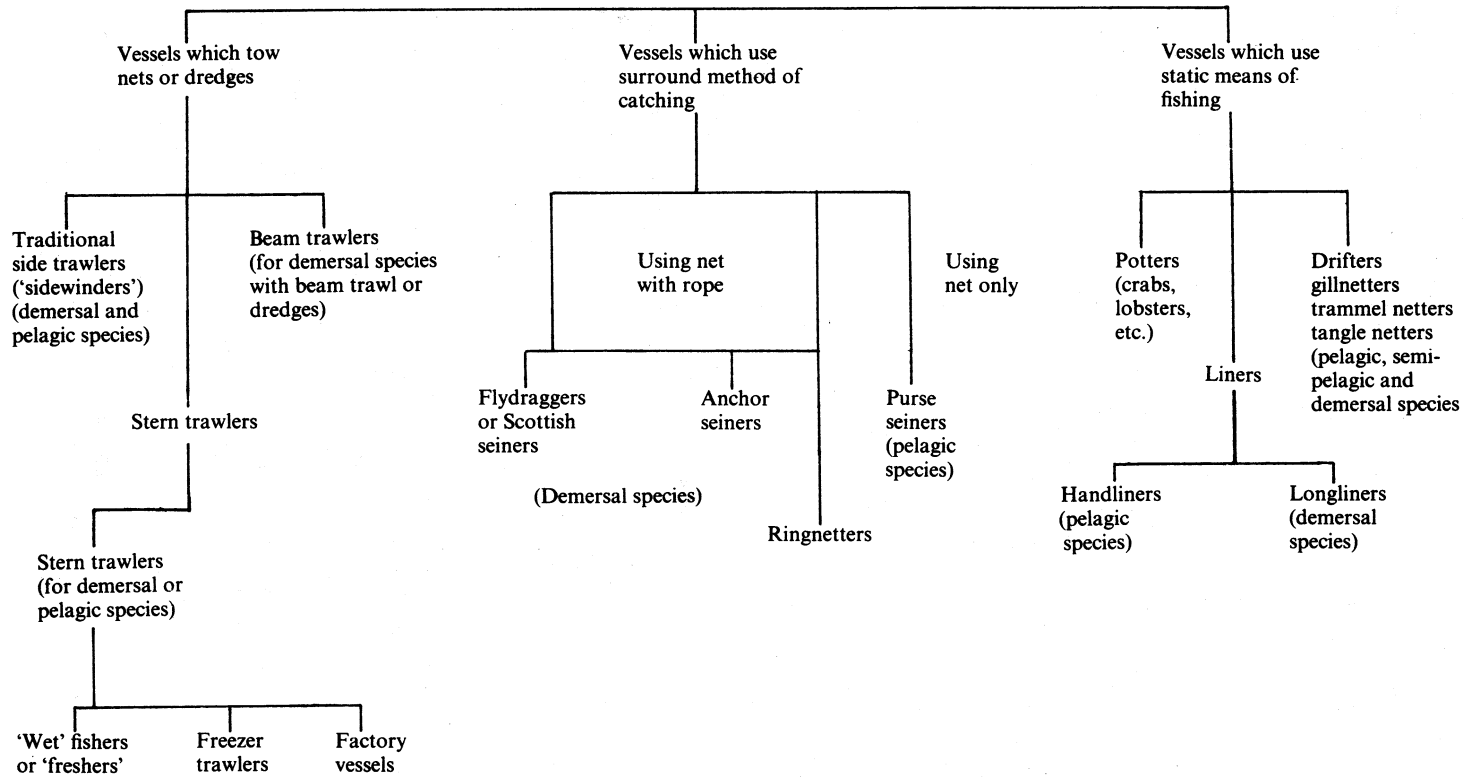 Vessels which tow
nets or dredges
Vessels which use
surround method of
catching
Vessels which use
static means of
fishing
Traditional
side trawlers
(‘sidewinders’)
(demersal and
pelagic species)
Beam trawlers
(for demersal species
with beam trawl or
dredges)
Using net
with rope
Using
net only
Potters
(crabs,
lobsters,
etc.)
Drifters
gillnetters
trammel netters
tangle netters
(pelagic, semi-
pelagic and
demersal species
Liners
Stern trawlers
Flydraggers
or Scottish
seiners
Anchor
seiners
Purse
seiners
(pelagic
species)
(Demersal species)
Ringnetters
Handliners
(pelagic
species)
Longliners
(demersal
species)
Stern trawlers
(for demersal or
pelagic species)
‘Wet’ fishers
or ‘freshers’
Freezer
trawlers
Factory
vessels